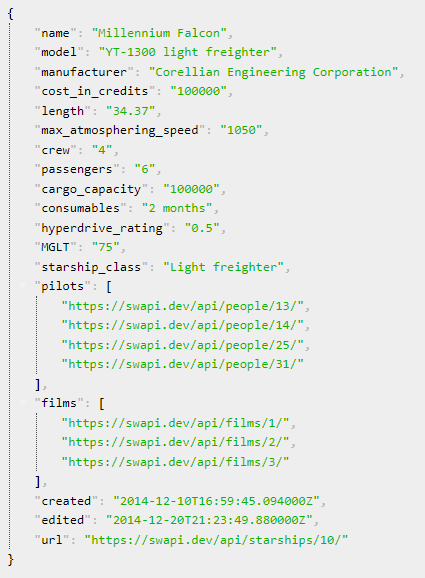 {
"name": "Millennium Falcon",
"model": "YT-1300 light freighter",
"manufacturer": "Corellian Engineering Corporation",
"cost_in_credits": "100000",
"length": "34.37",
"max_atmosphering_speed": "1050",
"crew": "4",
"passengers": "6",
"cargo_capacity": "100000",
"consumables": "2 months",
"hyperdrive_rating": "0.5",
"MGLT": "75",
"starship_class": "Light freighter",
"pilots": [
"https://swapi.dev/api/people/13/",
"https://swapi.dev/api/people/14/",
"https://swapi.dev/api/people/25/",
"https://swapi.dev/api/people/31/"
],
"films": [
"https://swapi.dev/api/films/1/",
"https://swapi.dev/api/films/2/",
"https://swapi.dev/api/films/3/"
],
"created": "2014-12-10T16:59:45.094000Z",
"edited": "2014-12-20T21:23:49.880000Z",
"url": "https://swapi.dev/api/starships/10/"
}